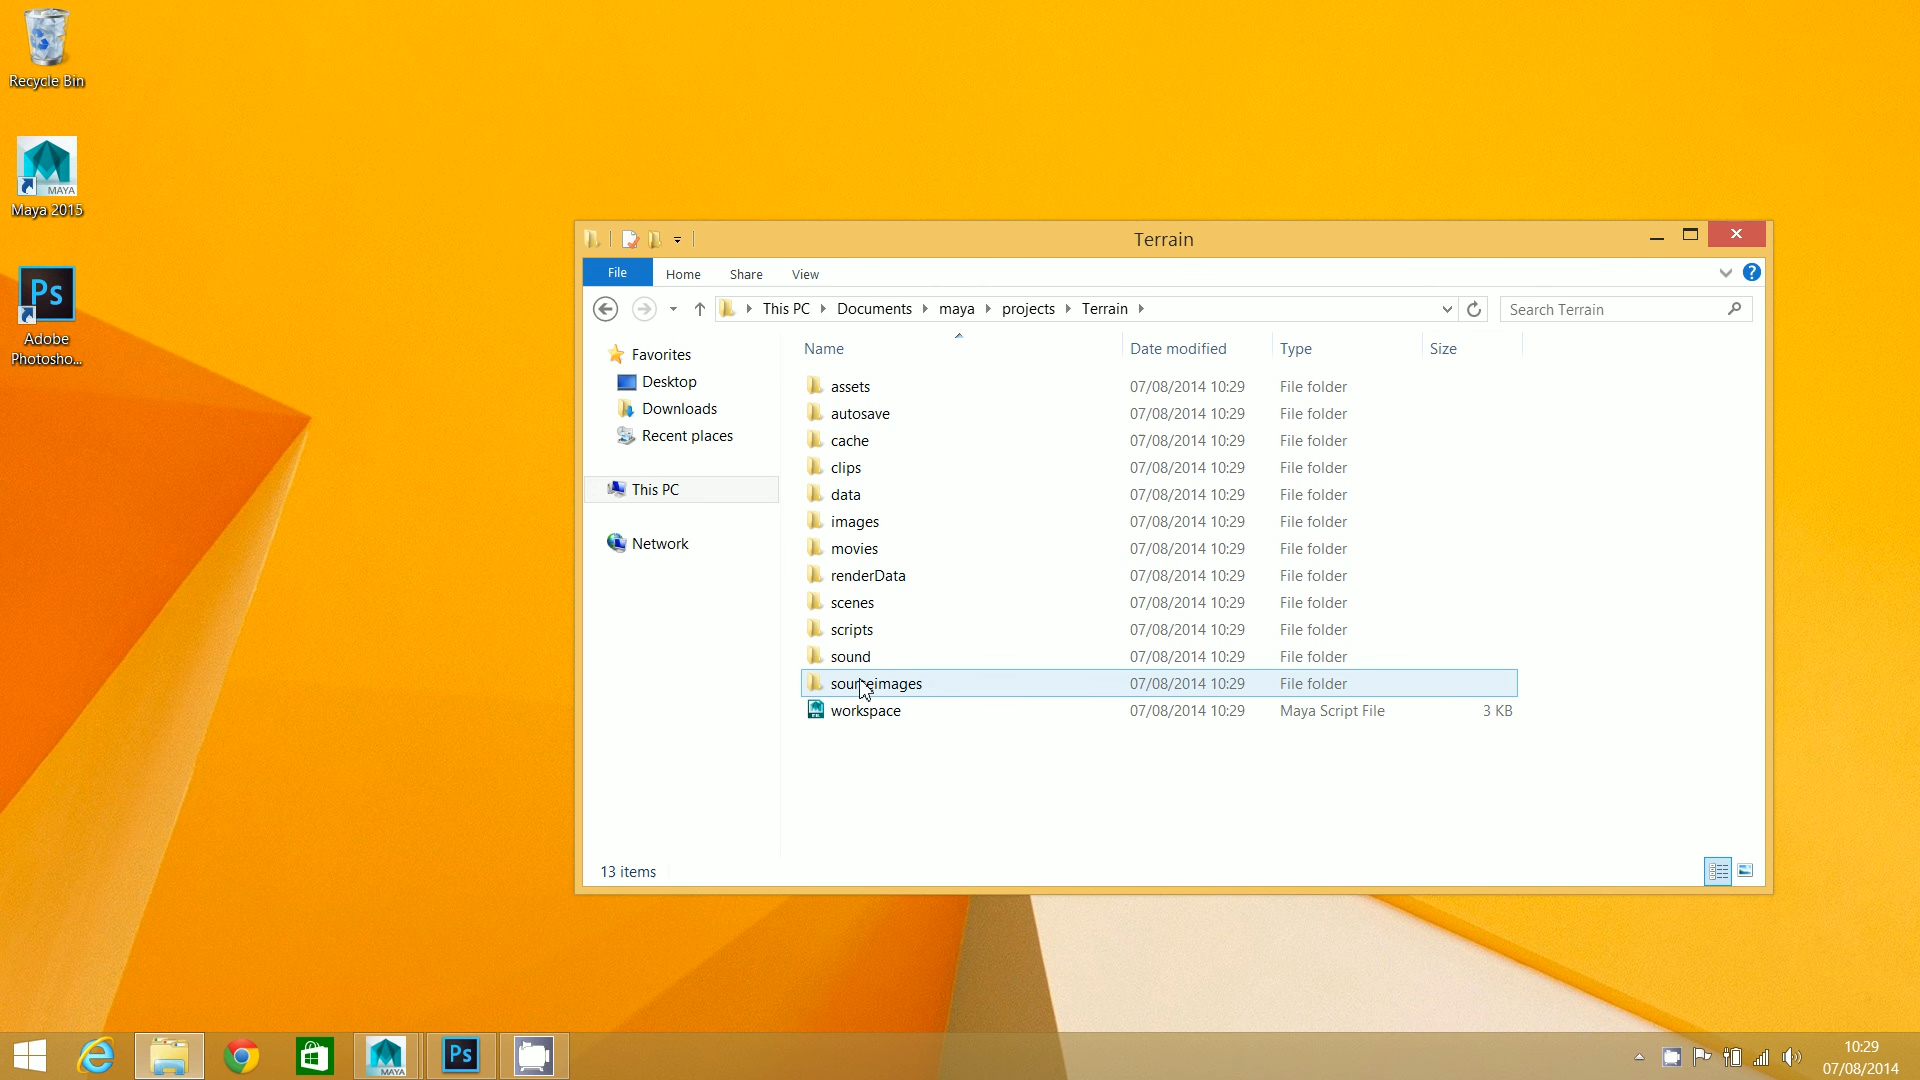 Recycle Bin
MAYA
Maya 2015
Ps
Adobe
Photosho...
Terrain
File
Home
Share
View
This PC
Documents
maya
projects
Terrain
Search Terrain
Name
Date modified
Type
Size
Favorites
Desktop
Downloads
Recent places
This PC
Network
assets 07/08/2014 10:29 File folder
autosave 07/08/2014 10:29 File folder
cache 07/08/2014 10:29 File folder
clips 07/08/2014 10:29 File folder
data 07/08/2014 10:29 File folder
images 07/08/2014 10:29 File folder
movies 07/08/2014 10:29 File folder
renderData 07/08/2014 10:29 File folder
scenes 07/08/2014 10:29 File folder
scripts 07/08/2014 10:29 File folder
sound 07/08/2014 10:29 File folder
sourceimages 07/08/2014 10:29 File folder
workspace 07/08/2014 10:29 Maya Script File 3 KB
13 items
MAYA
Ps
10:29
07/08/2014